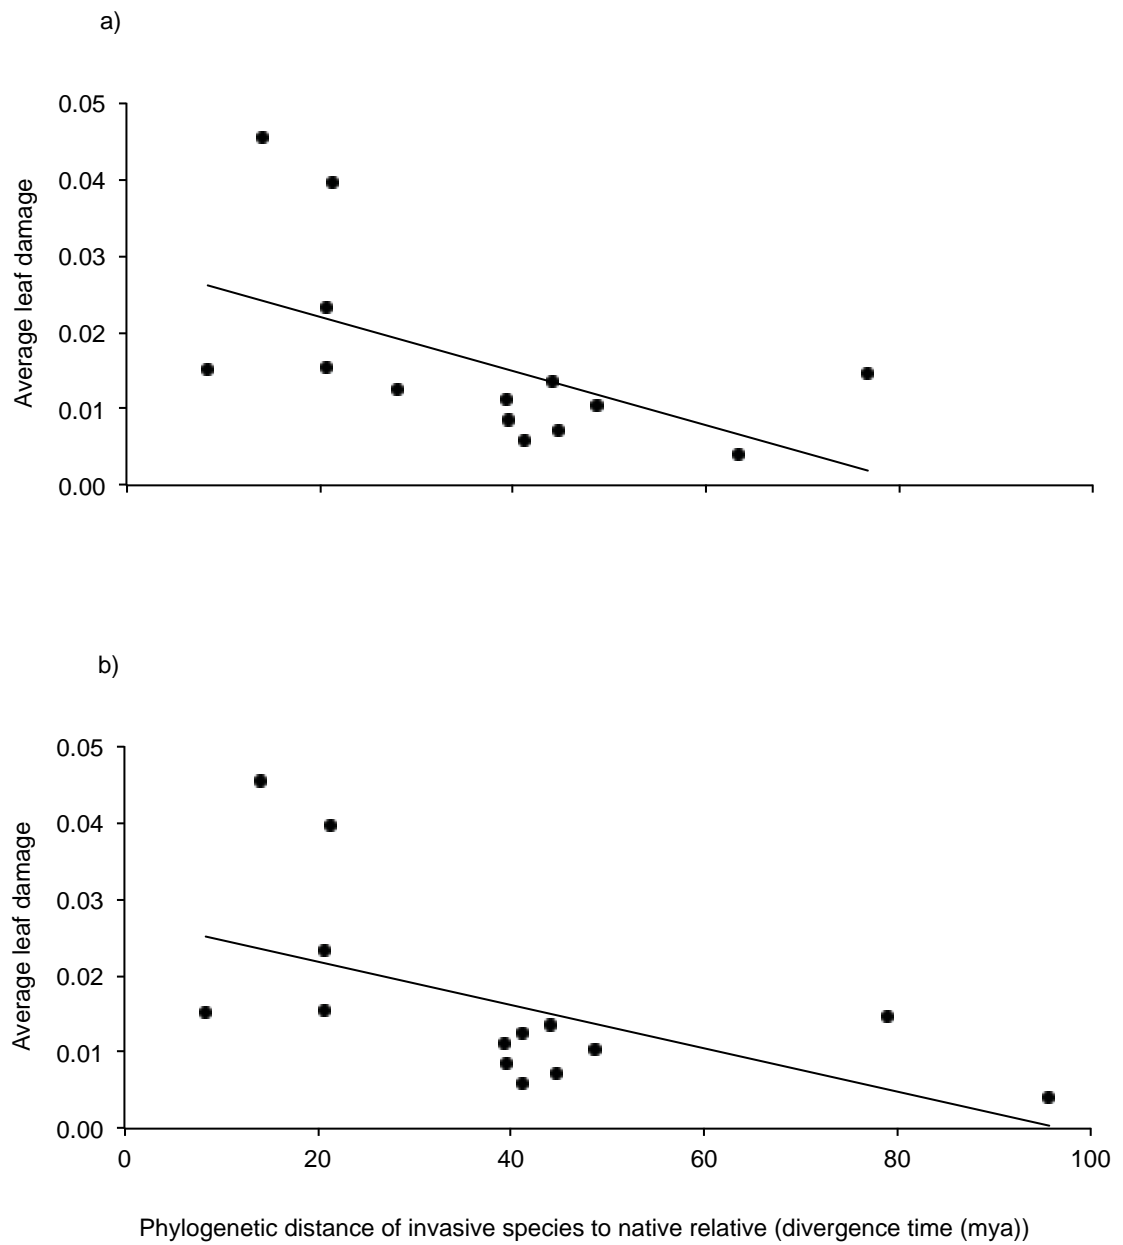 a)
0.05
0.04
0.03
0.02
0.01
0.00
Average leaf damage
b)
0.05
0.04
0.03
0.02
0.01
0.00
Average leaf damage
0 20 40 60 80 100
Phylogenetic distance of invasive species to native relative (divergence time (mya))